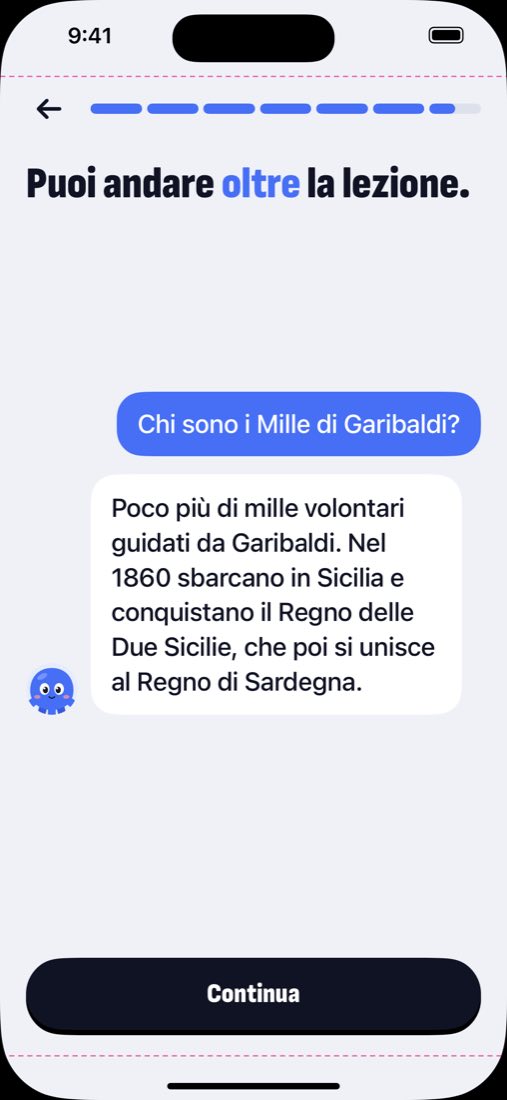 9:41
Puoi andare oltre la lezione.
Chi sono i Mille di Garibaldi?
Poco più di mille volontari
guidati da Garibaldi. Nel
1860 sbarcano in Sicilia e
conquistano il Regno delle
Due Sicilie, che poi si unisce
al Regno di Sardegna.
Continua